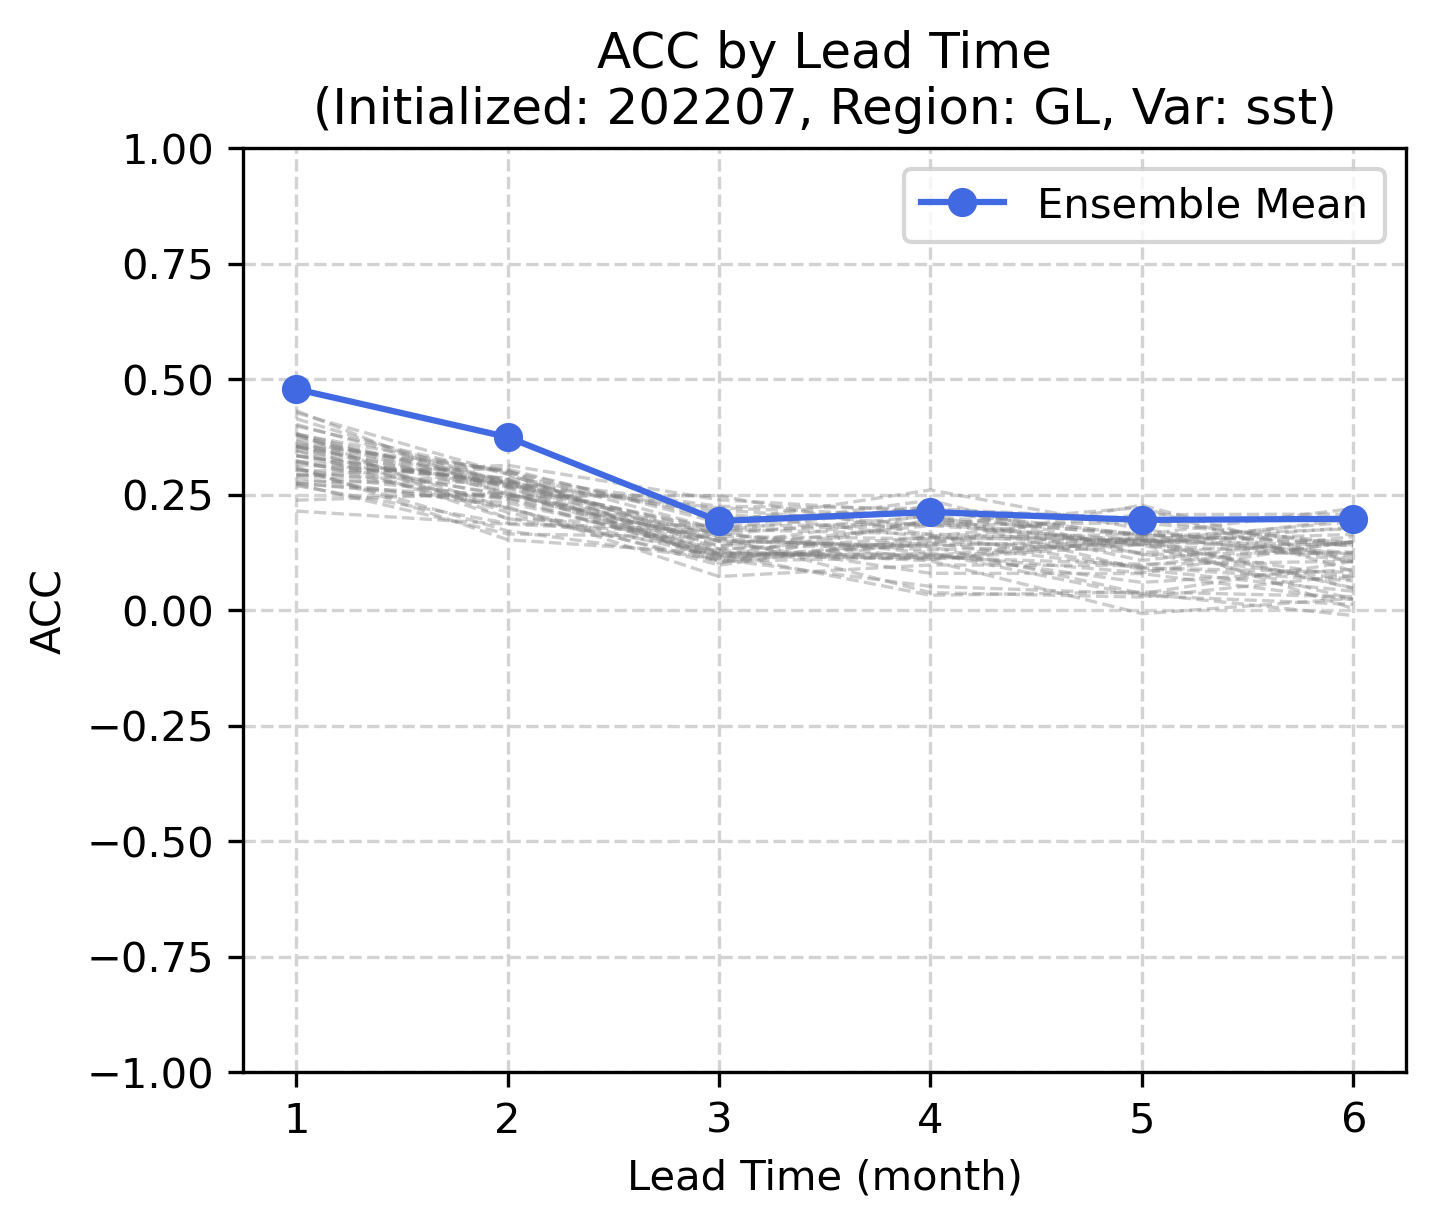 ACC by Lead Time
(Initialized: 202207, Region: GL, Var: sst)
Ensemble Mean
1.00
0.75
0.50
0.25
0.00
−0.25
−0.50
−0.75
−1.00
ACC
1 2 3 4 5 6
Lead Time (month)